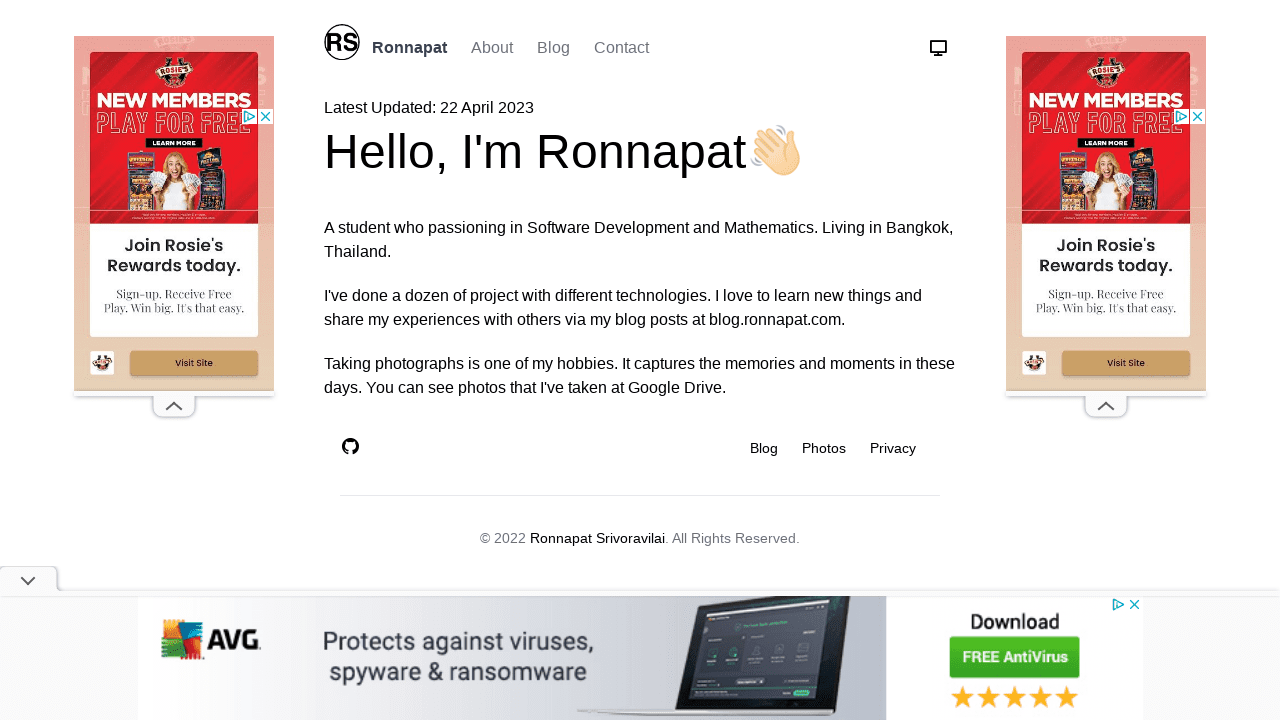 RS
Ronnapat About Blog Contact
Latest Updated: 22 April 2023
Hello, I'm Ronnapat
A student who passioning in Software Development and Mathematics. Living in Bangkok,
Thailand.
I've done a dozen of project with different technologies. I love to learn new things and
share my experiences with others via my blog posts at blog.ronnapat.com.
Taking photographs is one of my hobbies. It captures the memories and moments in these
days. You can see photos that I've taken at Google Drive.
Blog Photos Privacy
© 2022 Ronnapat Srivoravilai. All Rights Reserved.
ROSIE'S
NEW MEMBERS
PLAY FOR FREE
LEARN MORE
Join Rosie's
Rewards today.
Sign-up. Receive Free
Play. Win big. It's that easy.
Visit Site
ROSIE'S
NEW MEMBERS
PLAY FOR FREE
LEARN MORE
Join Rosie's
Rewards today.
Sign-up. Receive Free
Play. Win big. It's that easy.
Visit Site
AVG
Protects against viruses,
spyware & ransomware
Download
FREE AntiVirus